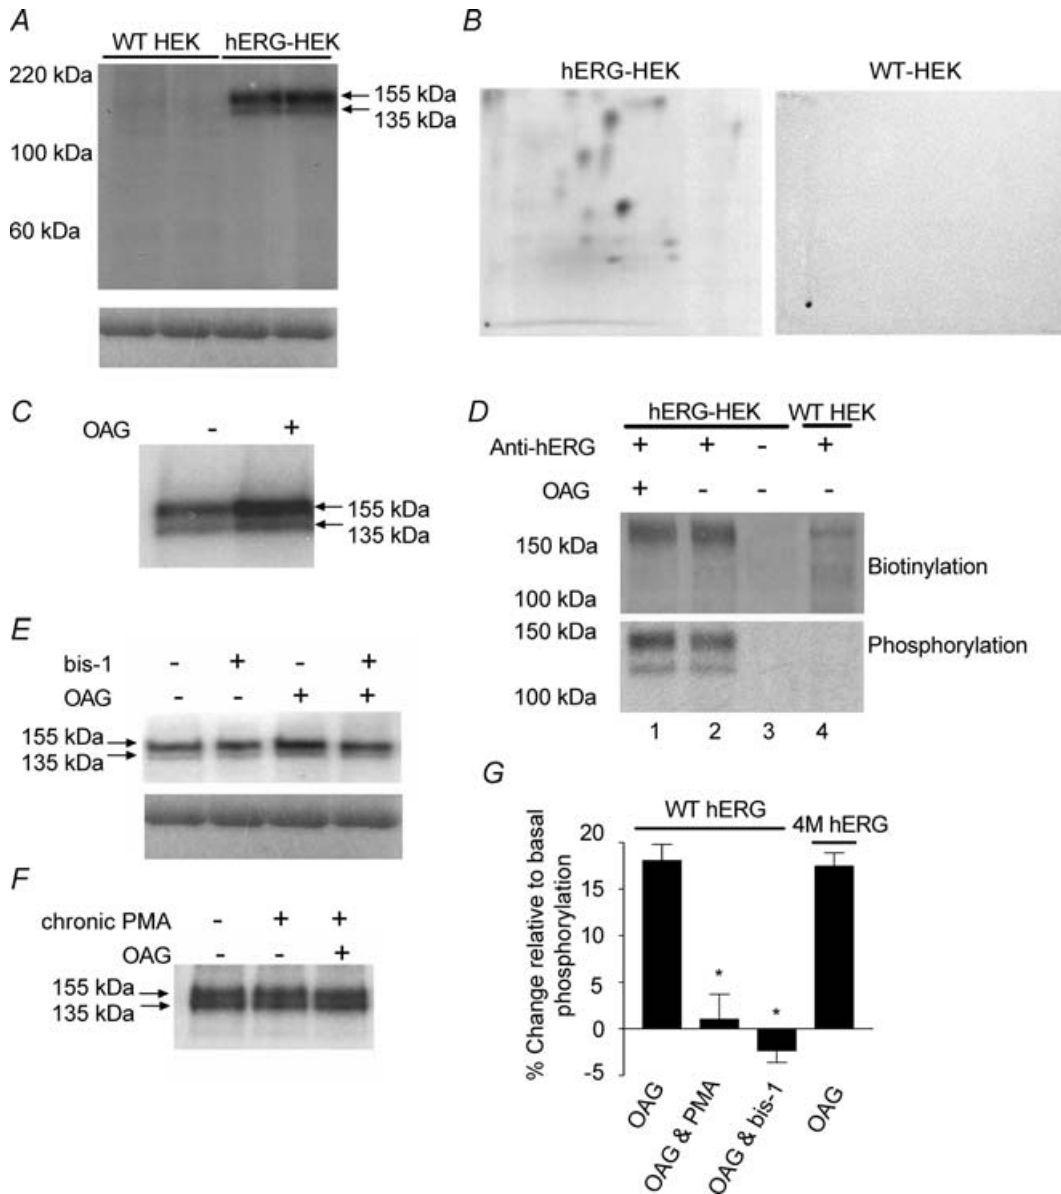 A
WT HEK hERG-HEK
220 kDa
155 kDa
135 kDa
100 kDa
60 kDa
B
hERG-HEK WT-HEK
C
OAG - +
155 kDa
135 kDa
D
hERG-HEK WT HEK
Anti-hERG + + - +
OAG + - - -
150 kDa
Biotinylation
100 kDa
150 kDa
Phosphorylation
100 kDa
1 2 3 4
E
bis-1 - + - +
OAG - - + +
155 kDa
135 kDa
F
chronic PMA - + +
OAG - - +
155 kDa
135 kDa
G
WT hERG 4M hERG
% Change relative to basal
phosphorylation
20
15
10
5
0
-5
* *
OAG
OAG & PMA
OAG & bis-1
OAG